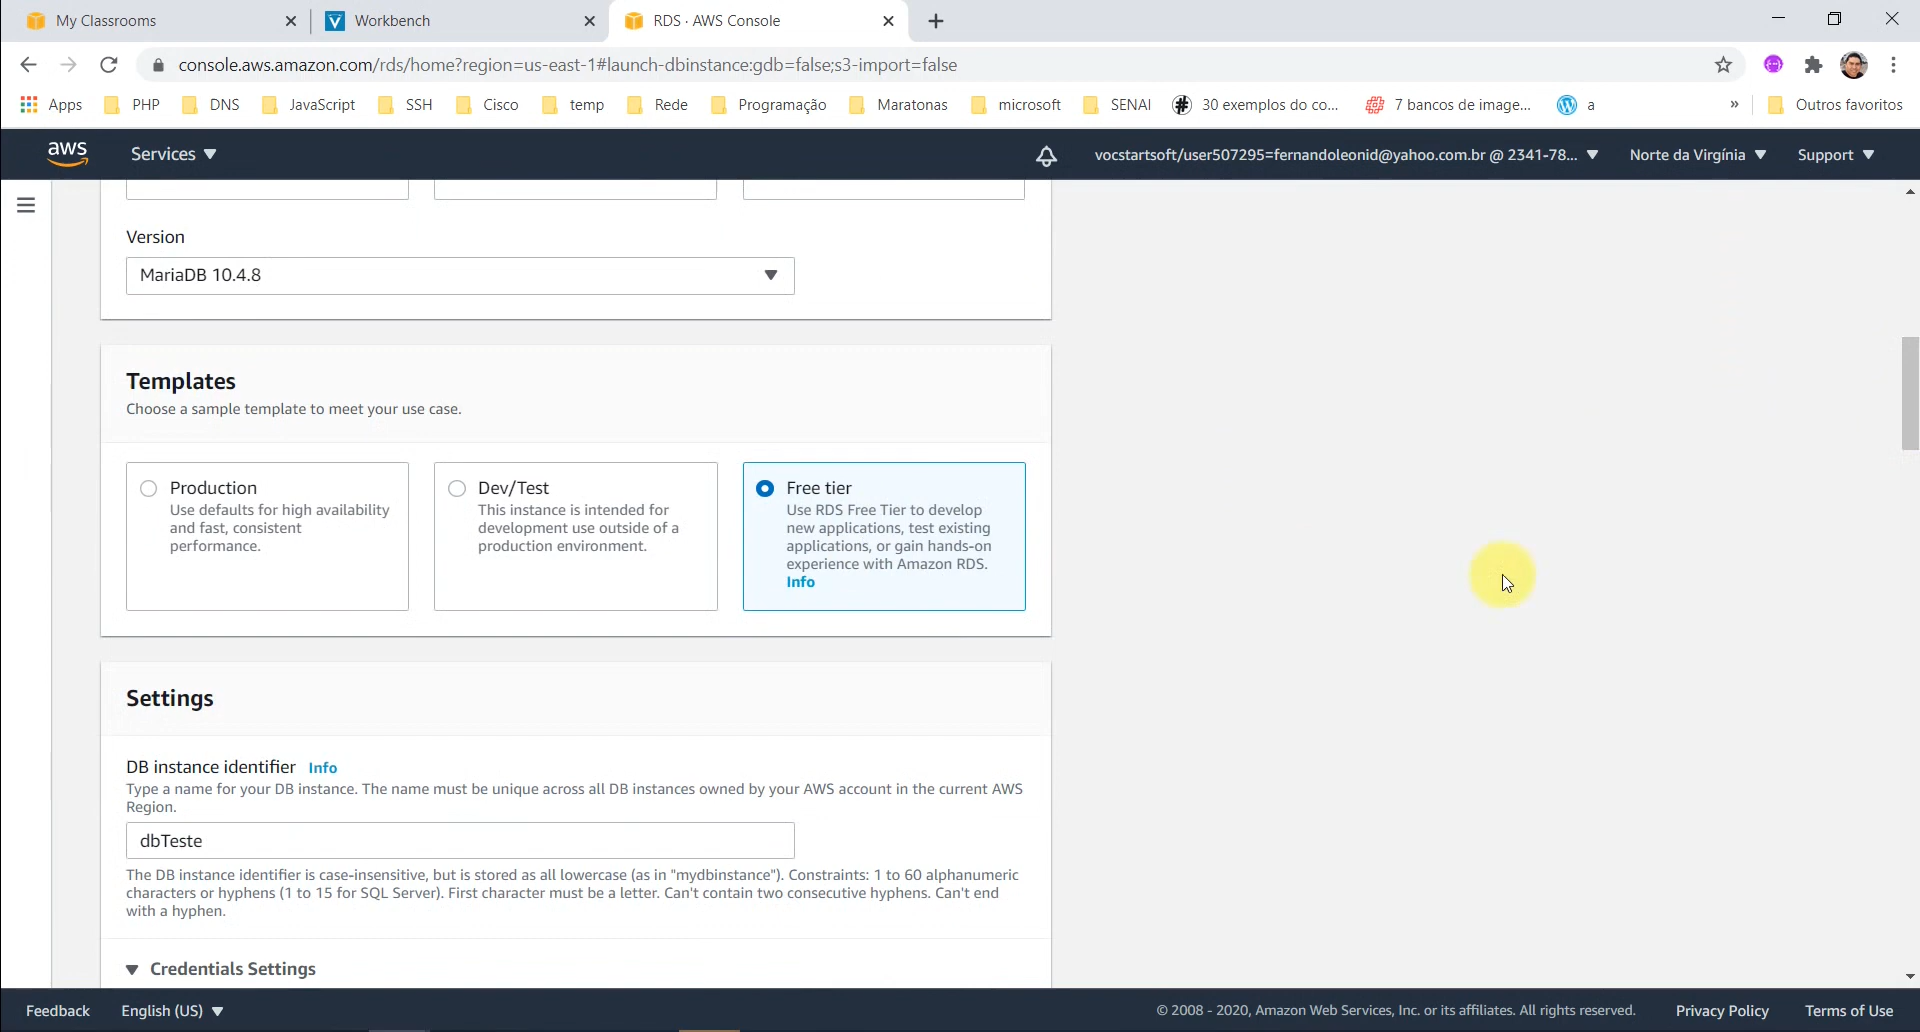 My Classrooms
Workbench
RDS · AWS Console
console.aws.amazon.com/rds/home?region=us-east-1#launch-dbinstance:gdb=false;s3-import=false
Apps
PHP
DNS
JavaScript
SSH
Cisco
temp
Rede
Programação
Maratonas
microsoft
SENAI
30 exemplos do co...
7 bancos de image...
a
»
Outros favoritos
aws
Services
vocstartsoft/user507295=fernandoleonid@yahoo.com.br @ 2341-78...
Norte da Virgínia
Support
Version
MariaDB 10.4.8
Templates
Choose a sample template to meet your use case.
Production
Use defaults for high availability
and fast, consistent
performance.
Dev/Test
This instance is intended for
development use outside of a
production environment.
Free tier
Use RDS Free Tier to develop
new applications, test existing
applications, or gain hands-on
experience with Amazon RDS.
Info
Settings
DB instance identifier Info
Type a name for your DB instance. The name must be unique across all DB instances owned by your AWS account in the current AWS
Region.
dbTeste
The DB instance identifier is case-insensitive, but is stored as all lowercase (as in "mydbinstance"). Constraints: 1 to 60 alphanumeric
characters or hyphens (1 to 15 for SQL Server). First character must be a letter. Can't contain two consecutive hyphens. Can't end
with a hyphen.
Credentials Settings
Feedback
English (US)
© 2008 - 2020, Amazon Web Services, Inc. or its affiliates. All rights reserved.
Privacy Policy
Terms of Use